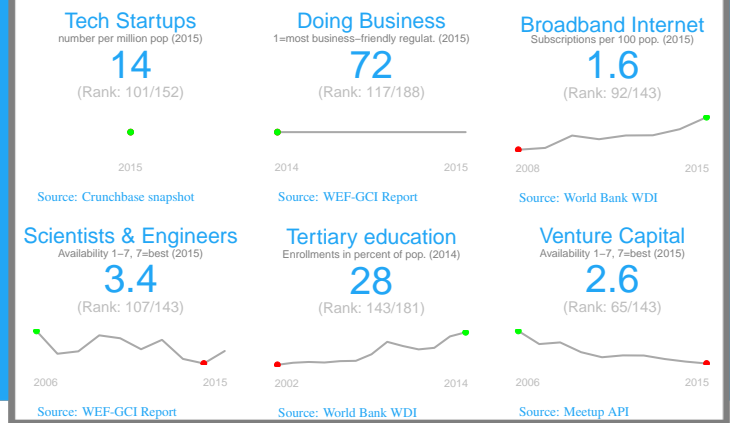 Tech Startups
number per million pop (2015)
14
(Rank: 101/152)
2015
Source: Crunchbase snapshot
Doing Business
1=most business−friendly regulat. (2015)
72
(Rank: 117/188)
2014 2015
Source: WEF-GCI Report
Broadband Internet
Subscriptions per 100 pop. (2015)
1.6
(Rank: 92/143)
2008 2015
Source: World Bank WDI
Scientists & Engineers
Availability 1−7, 7=best (2015)
3.4
(Rank: 107/143)
2006 2015
Source: WEF-GCI Report
Tertiary education
Enrollments in percent of pop. (2014)
28
(Rank: 143/181)
2002 2014
Source: World Bank WDI
Venture Capital
Availability 1−7, 7=best (2015)
2.6
(Rank: 65/143)
2006 2015
Source: Meetup API